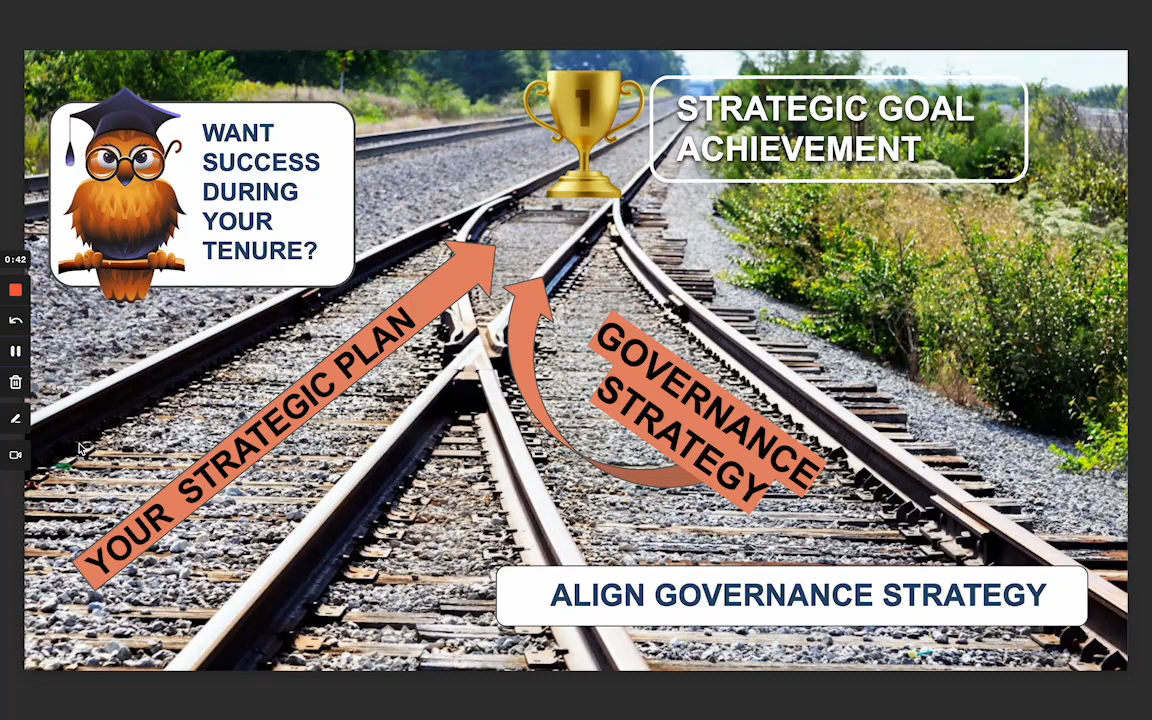 WANT
SUCCESS
DURING
YOUR
TENURE?
1
STRATEGIC GOAL
ACHIEVEMENT
YOUR STRATEGIC PLAN
GOVERNANCE
STRATEGY
ALIGN GOVERNANCE STRATEGY
0:42